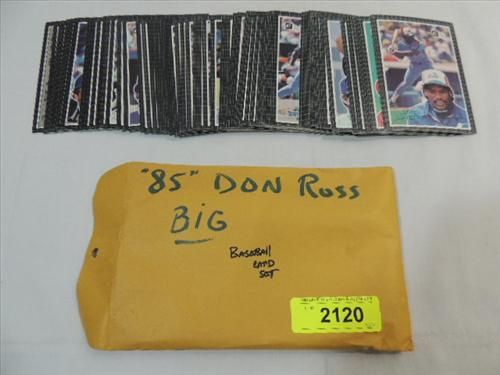 "85" DON RUSS
BIG
BASEBALL
CARD
SET
2120